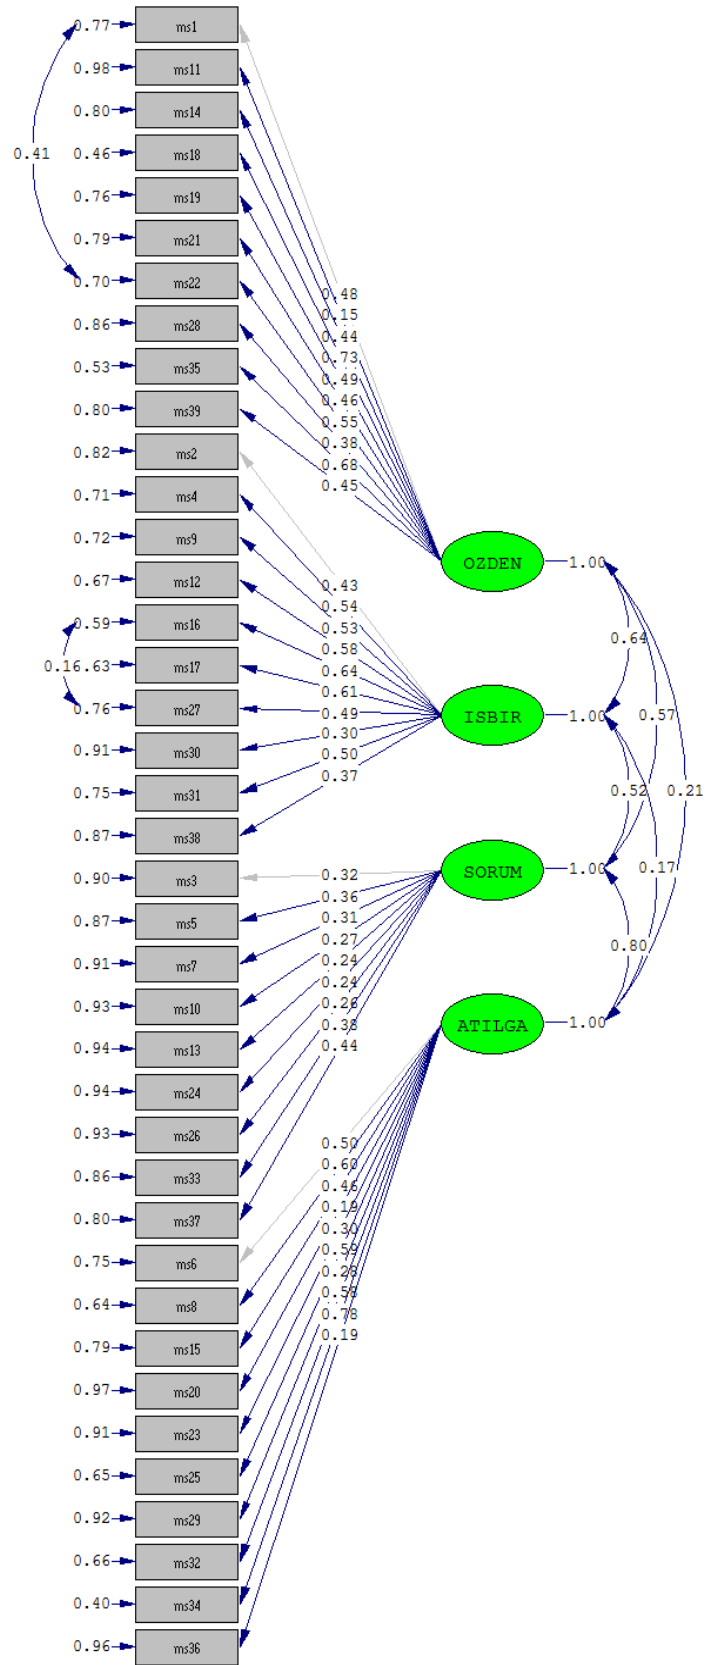 0.77 ms1
0.98 ms11
0.80 ms14
0.41 0.46 ms18
0.76 ms19
0.79 ms21
0.70 ms22
0.86 ms28
0.53 ms35
0.80 ms39
0.82 ms2
0.71 ms4
0.72 ms9
0.67 ms12
0.59 ms16
0.16 .63 ms17
0.76 ms27
0.91 ms30
0.75 ms31
0.87 ms38
0.90 ms3
0.87 ms5
0.91 ms7
0.93 ms10
0.94 ms13
0.94 ms24
0.93 ms26
0.86 ms33
0.80 ms37
0.75 ms6
0.64 ms8
0.79 ms15
0.97 ms20
0.91 ms23
0.65 ms25
0.92 ms29
0.66 ms32
0.40 ms34
0.96 ms36
0.48
0.15
0.44
0.73
0.49
0.46
0.55
0.38
0.68
0.45
0.43
0.54
0.53
0.58
0.64
0.61
0.49
0.30
0.50
0.37
0.32
0.36
0.31
0.27
0.24
0.24
0.26
0.38
0.44
0.50
0.60
0.46
0.19
0.30
0.59
0.28
0.58
0.78
0.19
OZDEN 1.00
ISBIR 1.00
SORUM 1.00
ATILGA 1.00
0.64
0.57
0.52
0.21
0.17
0.80